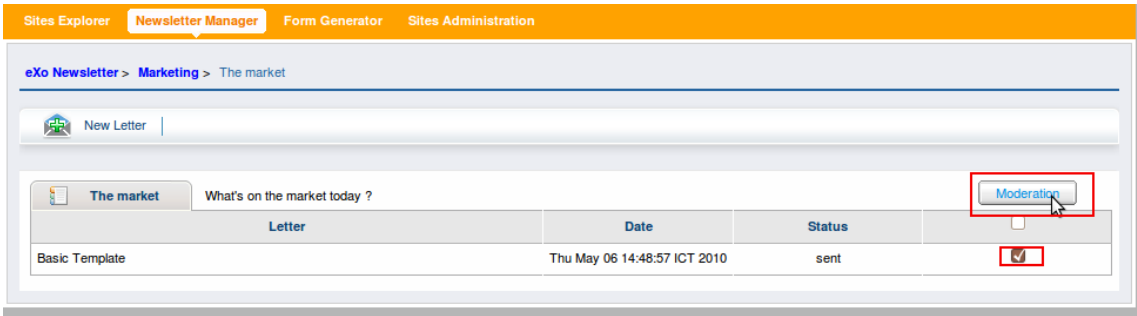 Sites Explorer Newsletter Manager Form Generator Sites Administration
eXo Newsletter > Marketing > The market
New Letter
The market What's on the market today ? Moderation
Letter Date Status
Basic Template Thu May 06 14:48:57 ICT 2010 sent